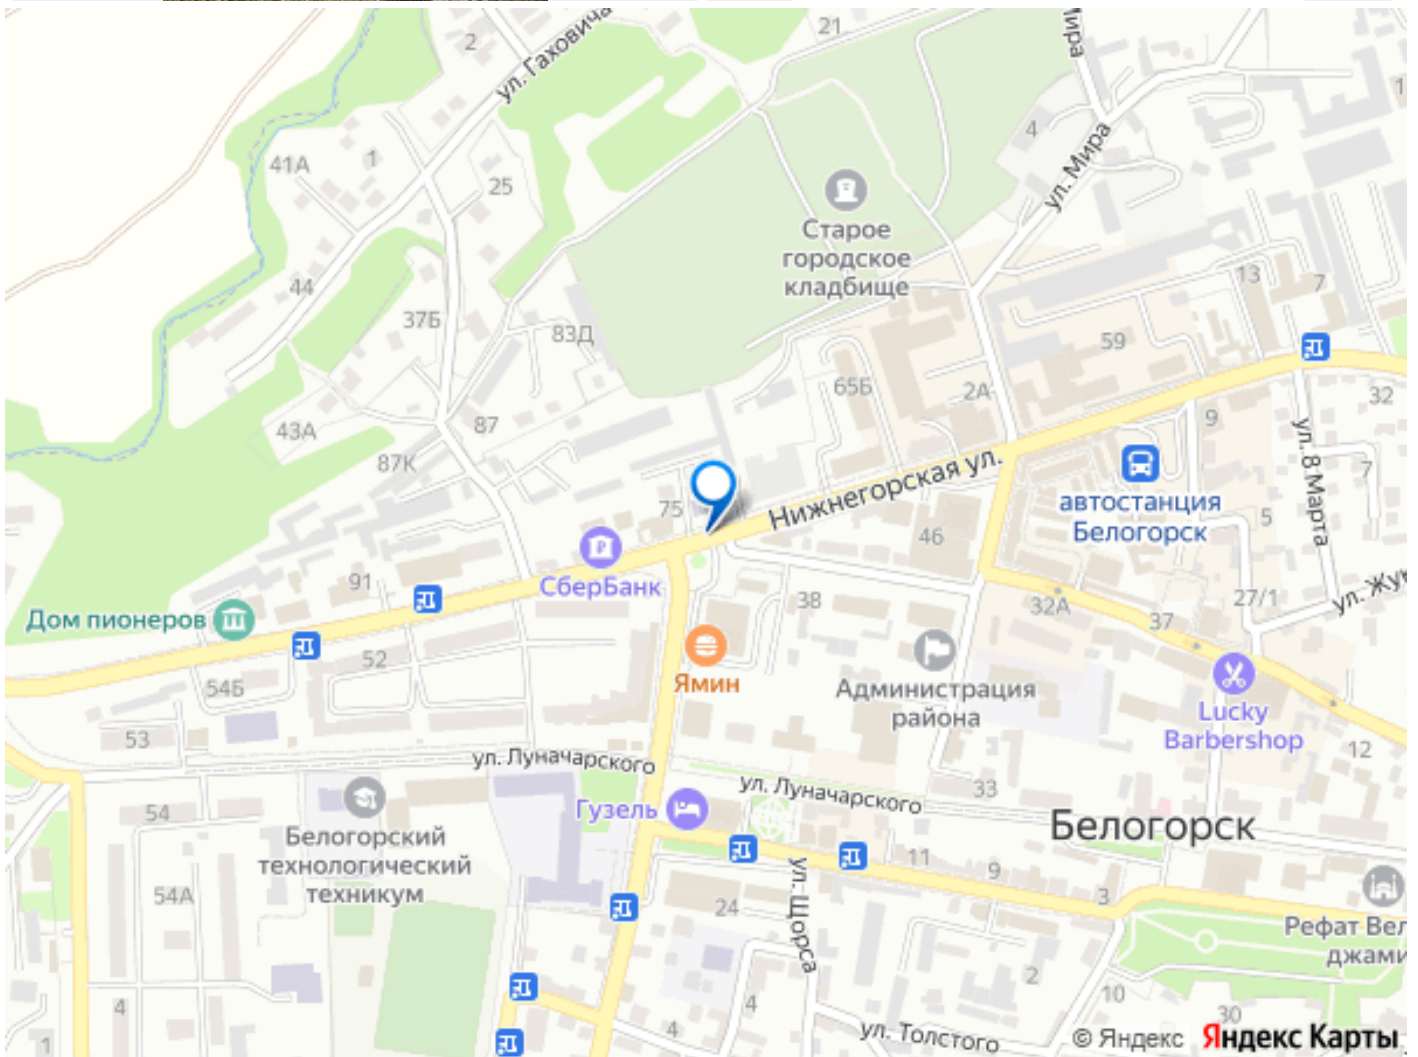 21
2
ул. Гаховича
Мира
1
4
ул. Мира
41А
1
25
Старое
городское
кладбище
44
37Б
83Д
13
7
59
65Б
2А
32
43А
87
9
87К
ул. 8 Марта
7
Нижнегорская ул.
автостанция
Белогорск
75
46
5
СберБанк
91
38
32А
27/1
ул. Жук
37
Дом пионеров
52
54Б
Ямин
Администрация
района
Lucky
Barbershop
53
12
ул. Луначарского
ул. Луначарского
33
54
Гузель
Белогорск
Белогорский
технологический
техникум
11
9
3
54А
24
ул. Щорса
Рефат Вел
джами
2
10
4
4
4
30
1
ул. Толстого
© Яндекс Яндекс Карты